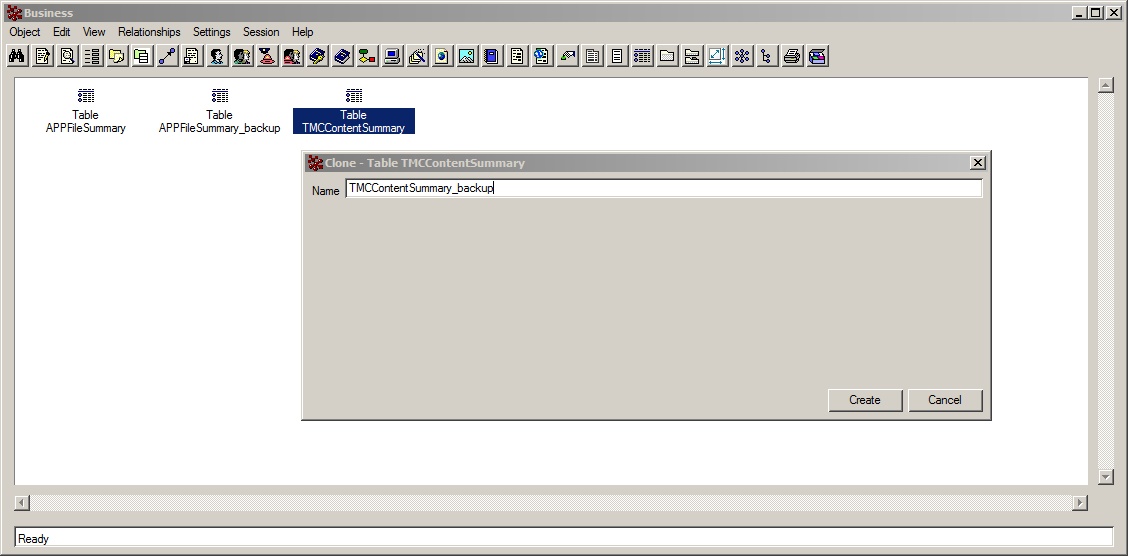 Business
Object Edit View Relationships Settings Session Help
Table Table Table
APPFileSummary APPFileSummary_backup TMCContentSummary
Clone - Table TMCContentSummary
Name TMCContentSummary_backup
Create Cancel
Ready